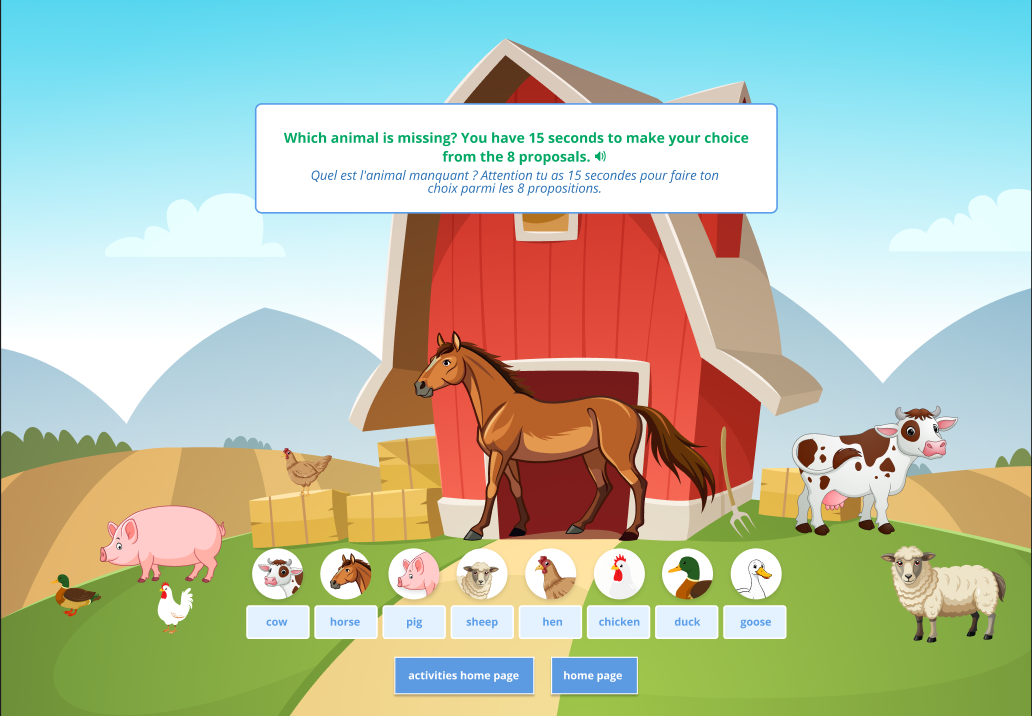 Which animal is missing? You have 15 seconds to make your choice
from the 8 proposals.
Quel est l'animal manquant ? Attention tu as 15 secondes pour faire ton
choix parmi les 8 propositions.
cow horse pig sheep hen chicken duck goose
activities home page home page